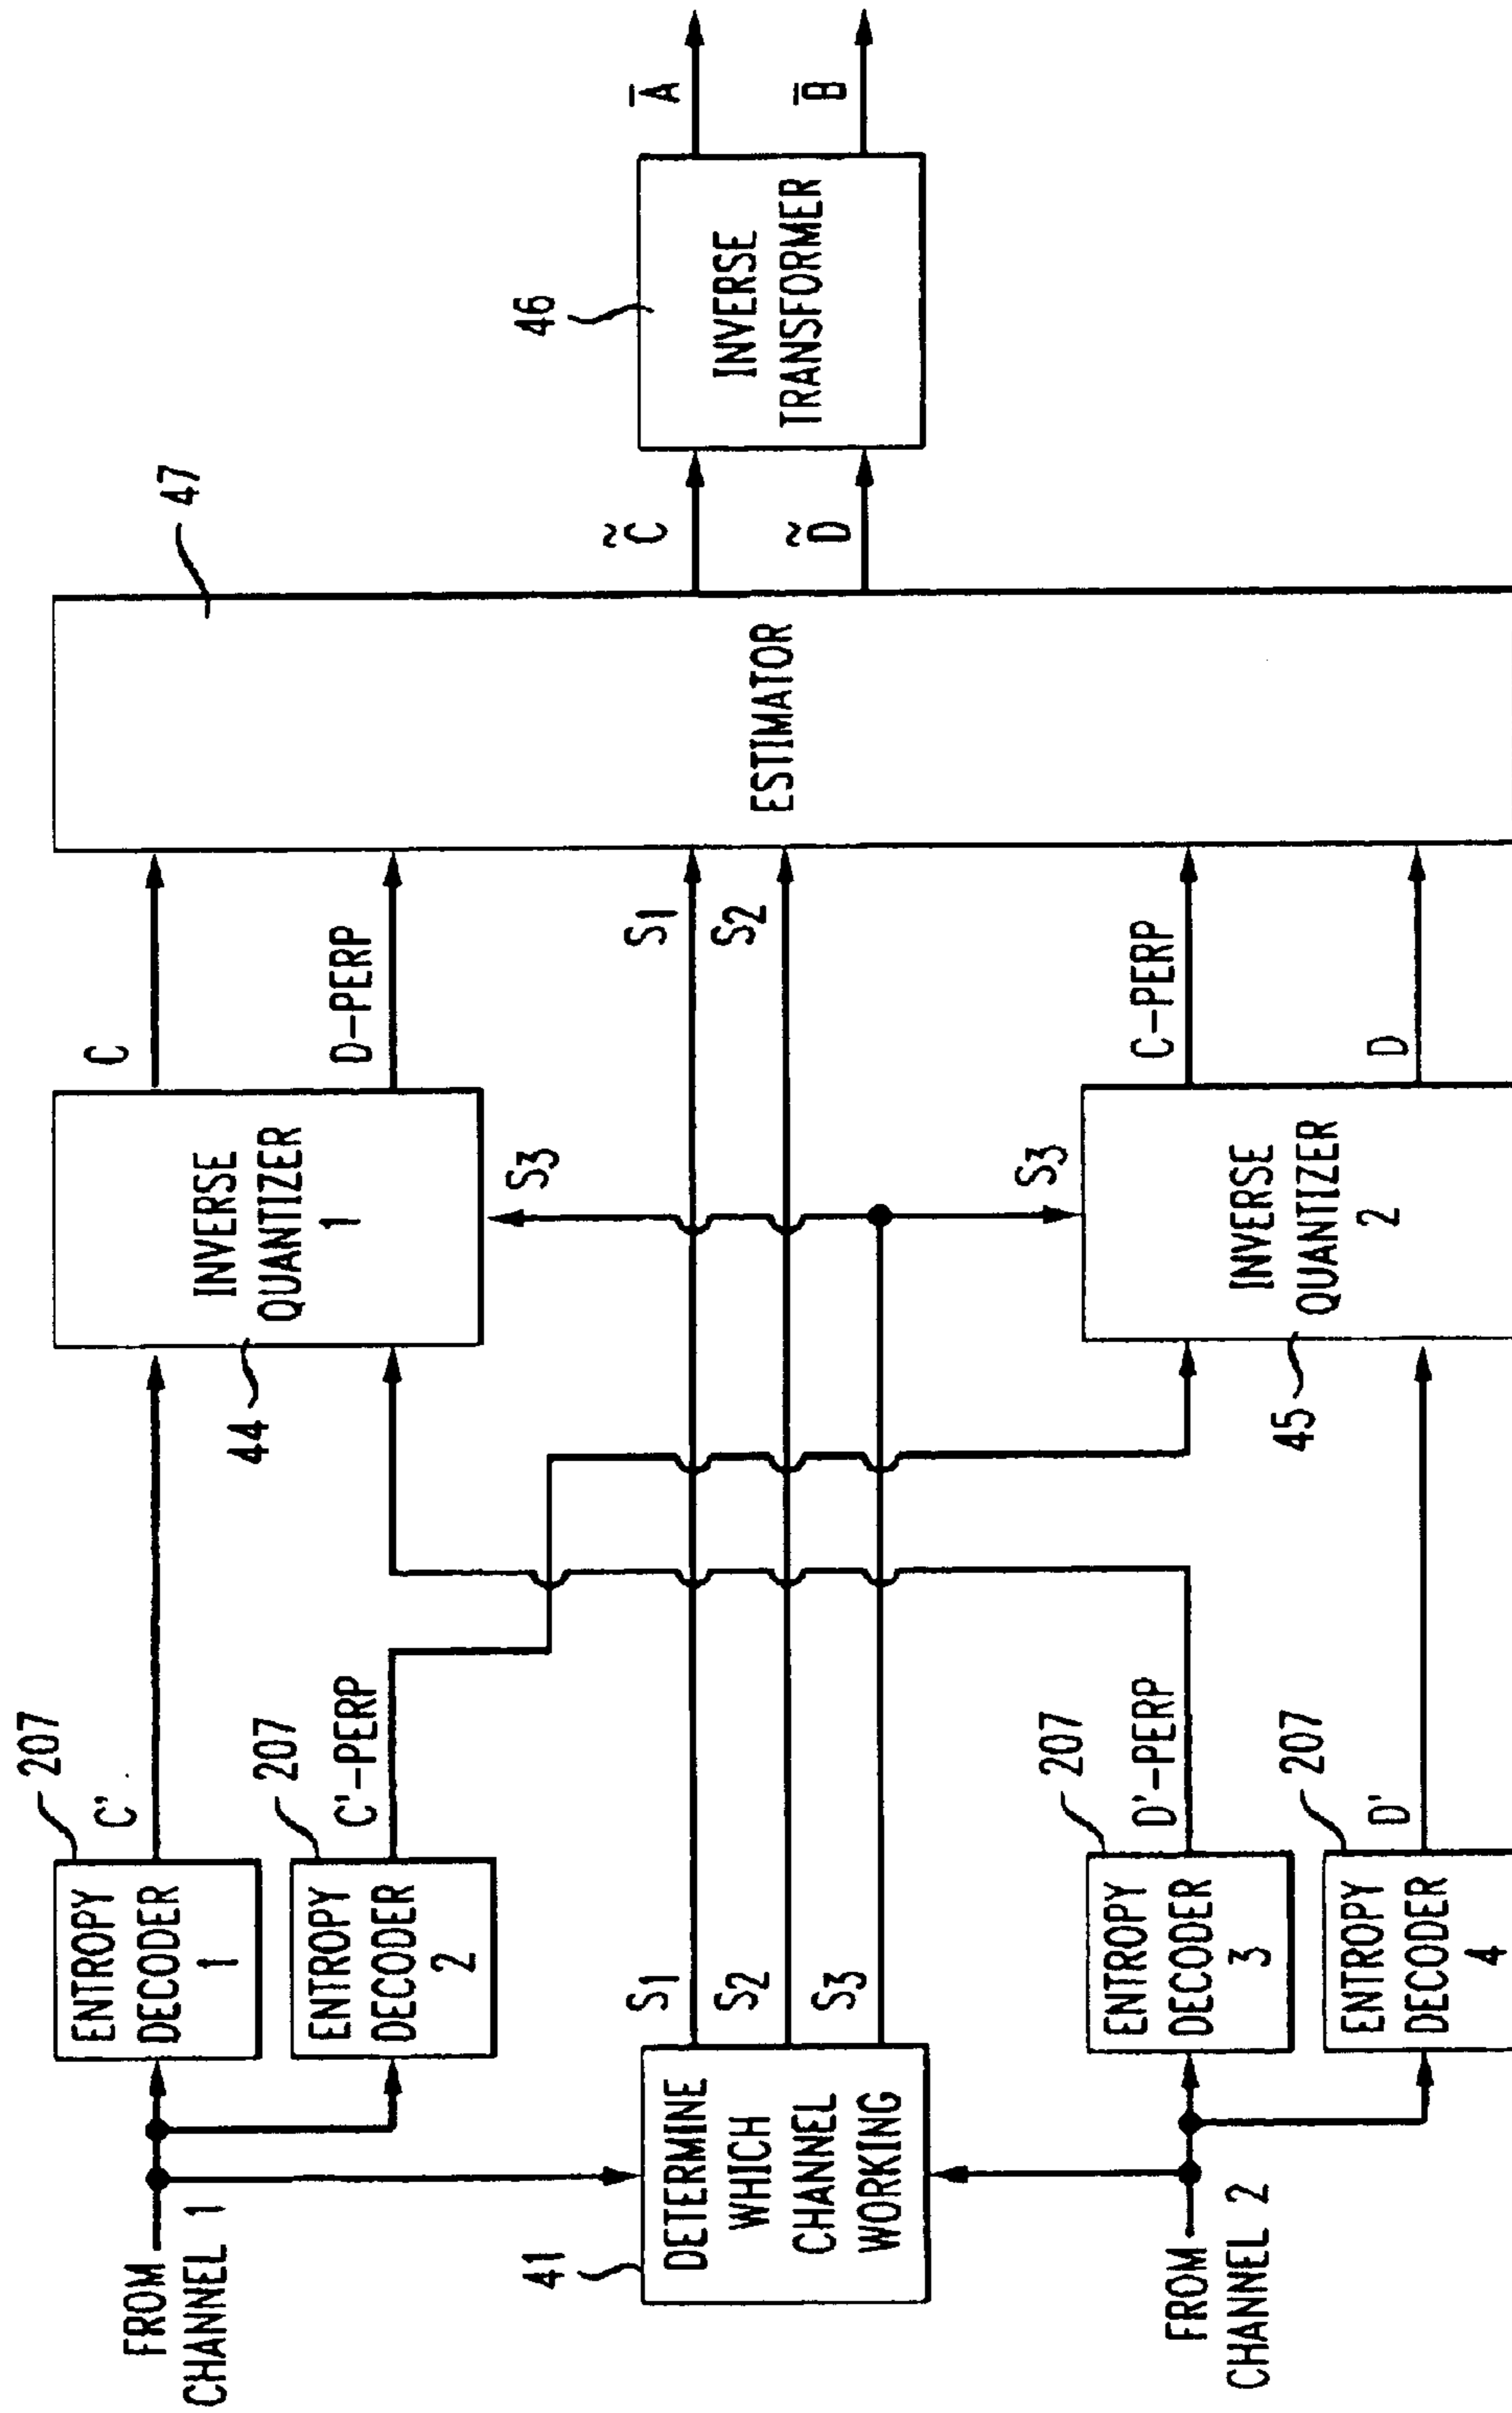 FROM
CHANNEL 1
207
ENTROPY
DECODER
1
C'
207
ENTROPY
DECODER
2
C'-PERP
41
DETERMINE
WHICH
CHANNEL
WORKING
S1
S2
S3
FROM
CHANNEL 2
207
ENTROPY
DECODER
3
D'-PERP
207
ENTROPY
DECODER
4
D'
44
INVERSE
QUANTIZER
1
S3
C
D-PERP
S1
S2
45
INVERSE
QUANTIZER
2
S3
C-PERP
D
47
ESTIMATOR
C̃
D̃
46
INVERSE
TRANSFORMER
A̅
B̅